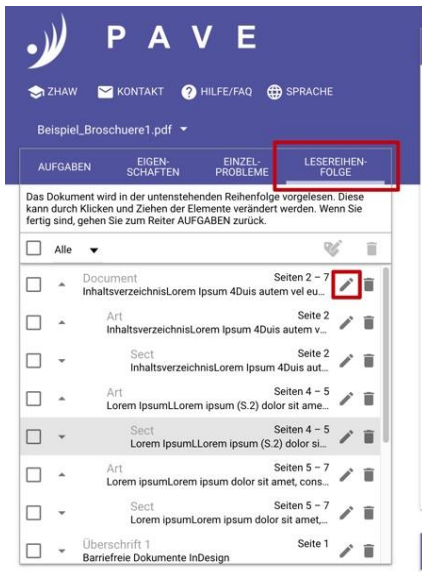 PAVE
ZHAW KONTAKT HILFE/FAQ SPRACHE
Beispiel_Broschuere1.pdf
AUFGABEN EIGEN-SCHAFTEN EINZEL-PROBLEME LESEREIHEN-FOLGE
Das Dokument wird in der untenstehenden Reihenfolge vorgelesen. Diese
kann durch Klicken und Ziehen der Elemente verändert werden. Wenn Sie
fertig sind, gehen Sie zum Reiter AUFGABEN zurück.
Alle
Document Seiten 2 – 7
InhaltsverzeichnisLorem Ipsum 4Duis autem vel eu...
Art Seite 2
InhaltsverzeichnisLorem Ipsum 4Duis autem v...
Sect Seite 2
InhaltsverzeichnisLorem Ipsum 4Duis aut...
Art Seiten 4 – 5
Lorem IpsumLLorem ipsum (S.2) dolor sit ame...
Sect Seiten 4 – 5
Lorem IpsumLLorem ipsum (S.2) dolor si...
Art Seiten 5 – 7
Lorem ipsumLorem ipsum dolor sit amet, cons...
Sect Seiten 5 – 7
Lorem ipsumLorem ipsum dolor sit amet,...
Überschrift 1 Seite 1
Barriefreie Dokumente InDesign